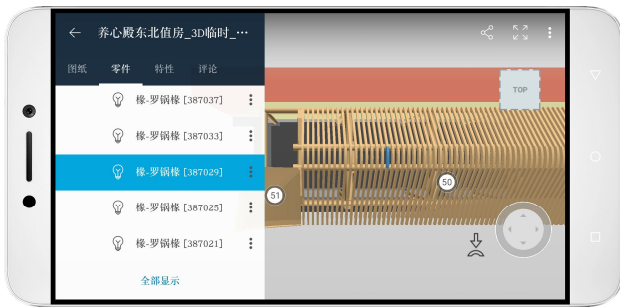 养心殿东北值房_3D临时_…
图纸 零件 特性 评论
椽-罗锅椽 [387037]
椽-罗锅椽 [387033]
椽-罗锅椽 [387029]
椽-罗锅椽 [387025]
椽-罗锅椽 [387021]
全部显示
TOP
50
51